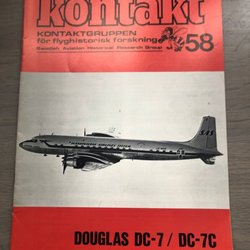 kontakt
KONTAKTGRUPPEN
för flyghistorisk forskning
Swedish Aviation Historical Research Group
58
SAS
DOUGLAS DC-7 / DC-7C